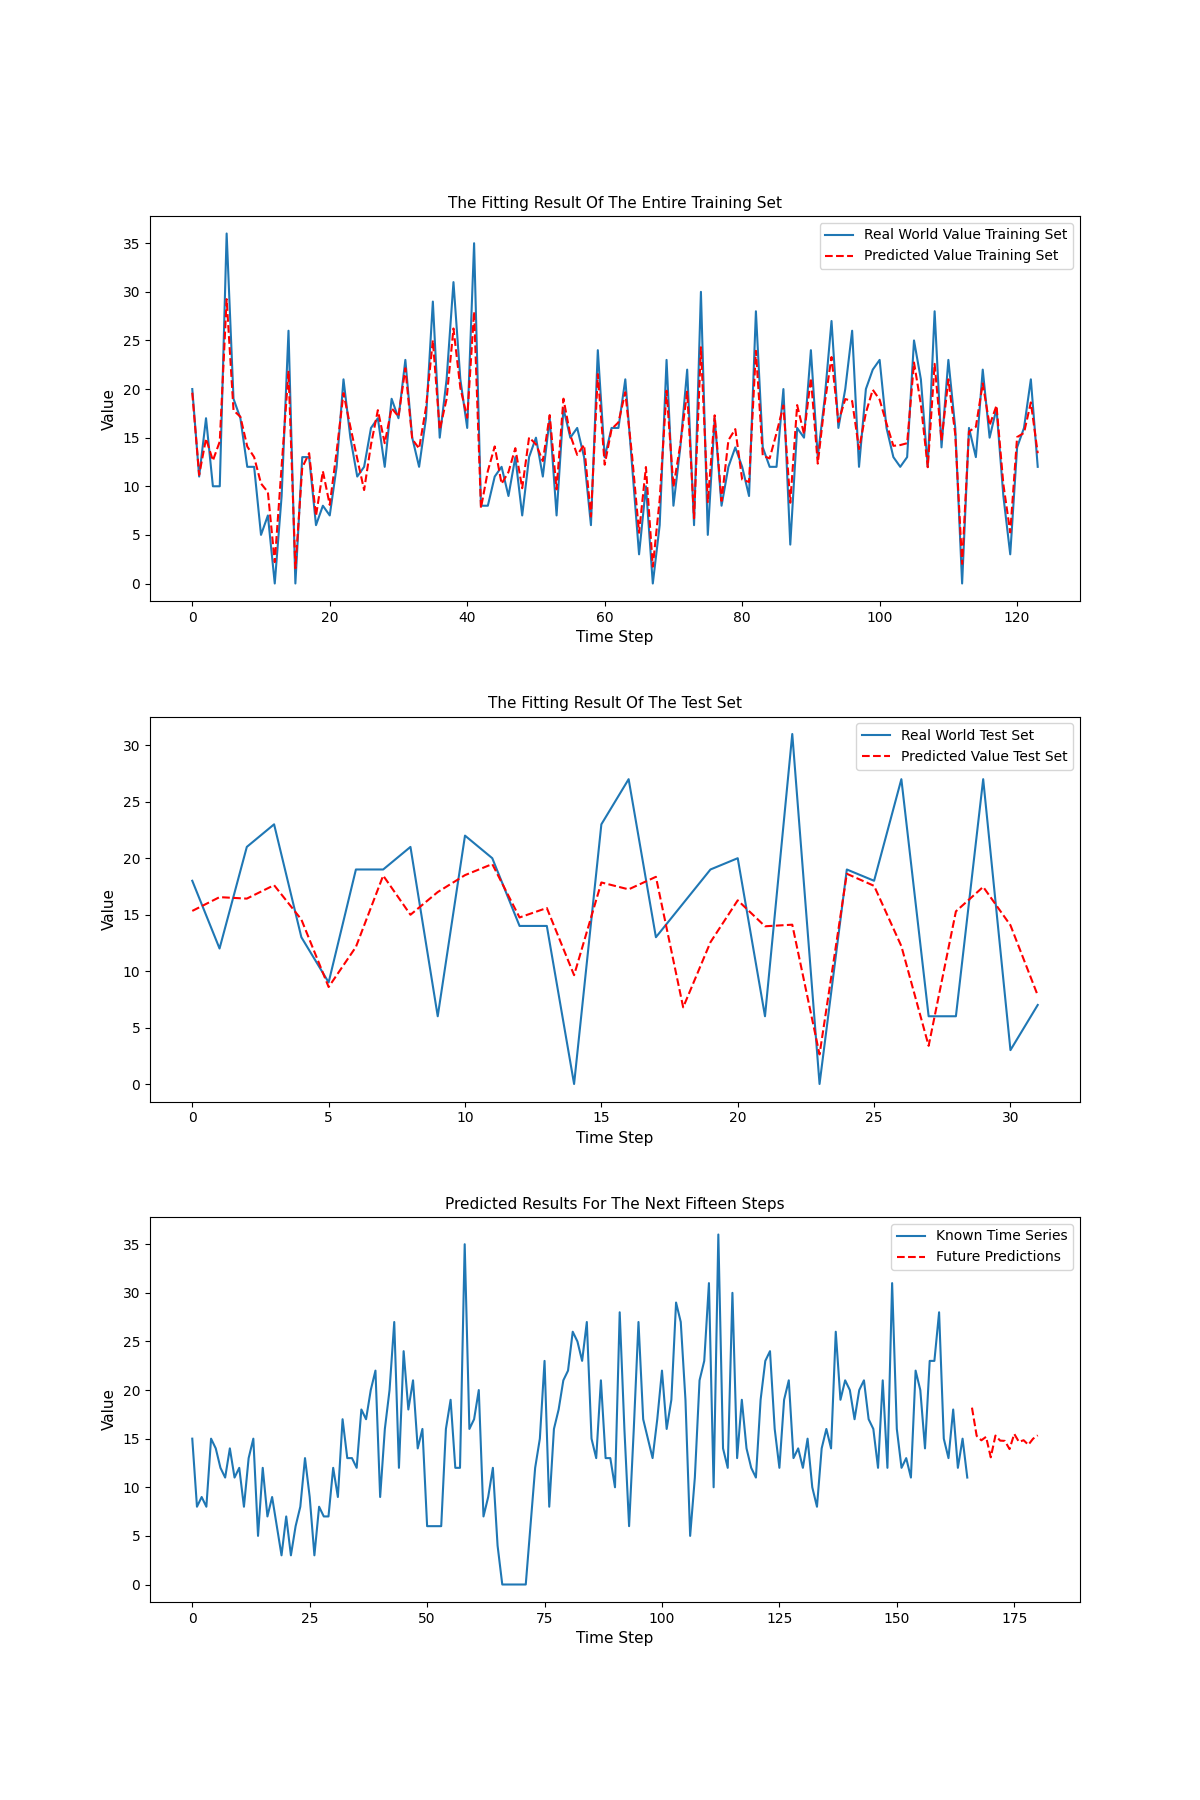 The Fitting Result Of The Entire Training Set
Real World Value Training Set
Predicted Value Training Set
Value
35
30
25
20
15
10
5
0
0 20 40 60 80 100 120
Time Step
The Fitting Result Of The Test Set
Real World Test Set
Predicted Value Test Set
Value
30
25
20
15
10
5
0
0 5 10 15 20 25 30
Time Step
Predicted Results For The Next Fifteen Steps
Known Time Series
Future Predictions
Value
35
30
25
20
15
10
5
0
0 25 50 75 100 125 150 175
Time Step